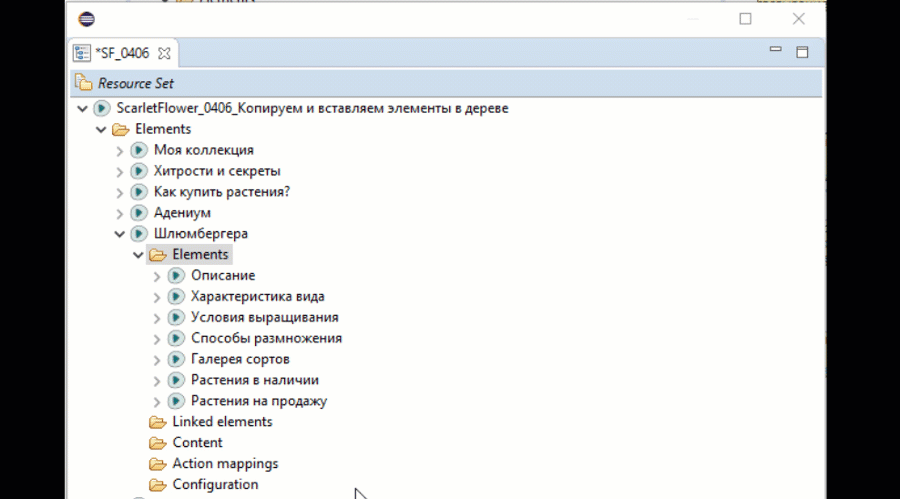 *SF_0406
Resource Set
ScarletFlower_0406_Копируем и вставляем элементы в дереве
Elements
Моя коллекция
Хитрости и секреты
Как купить растения?
Адениум
Шлюмбергера
Elements
Описание
Характеристика вида
Условия выращивания
Способы размножения
Галерея сортов
Растения в наличии
Растения на продажу
Linked elements
Content
Action mappings
Configuration